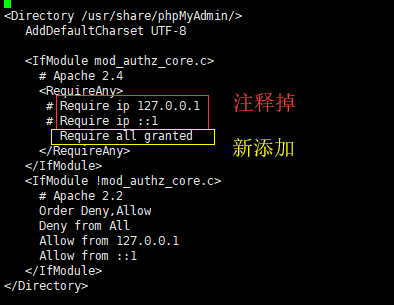 <Directory /usr/share/phpMyAdmin/>
   AddDefaultCharset UTF-8

   <IfModule mod_authz_core.c>
     # Apache 2.4
     <RequireAny>
      # Require ip 127.0.0.1
      # Require ip ::1
        Require all granted
     </RequireAny>
   </IfModule>
   <IfModule !mod_authz_core.c>
     # Apache 2.2
     Order Deny,Allow
     Deny from All
     Allow from 127.0.0.1
     Allow from ::1
   </IfModule>
</Directory>
注释掉
新添加